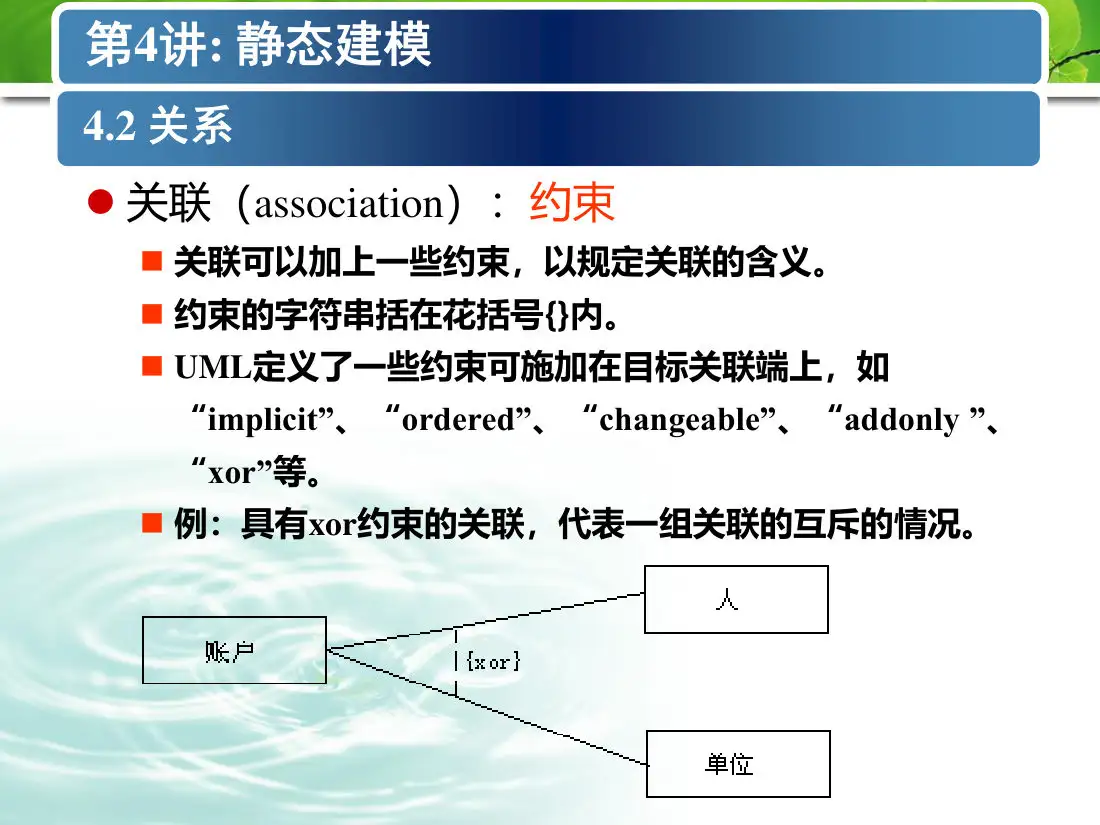 第4讲: 静态建模
4.2 关系
关联（association）：约束
关联可以加上一些约束，以规定关联的含义。
约束的字符串括在花括号{}内。
UML定义了一些约束可施加在目标关联端上，如
“implicit”、“ordered”、“changeable”、“addonly ”、
“xor”等。
例：具有xor约束的关联，代表一组关联的互斥的情况。
人
账户
{xor}
单位